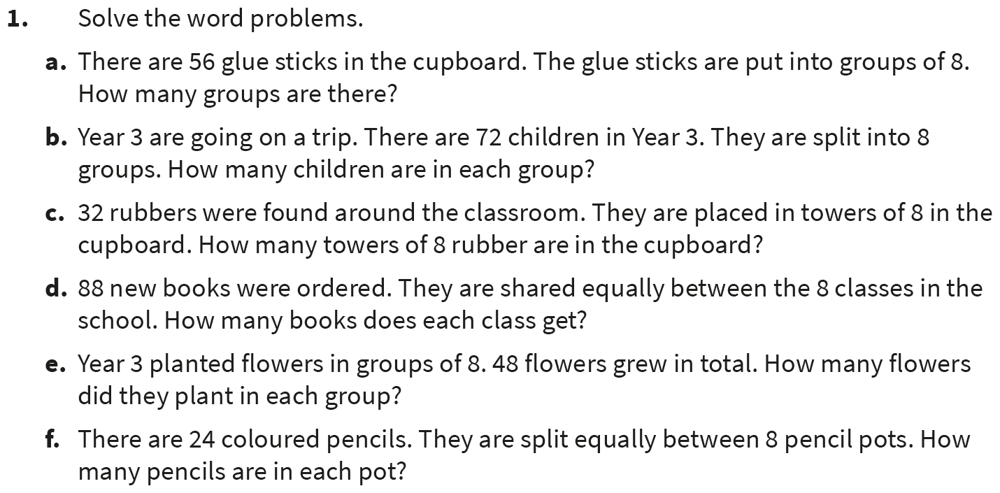 1. Solve the word problems.
a. There are 56 glue sticks in the cupboard. The glue sticks are put into groups of 8.
How many groups are there?
b. Year 3 are going on a trip. There are 72 children in Year 3. They are split into 8
groups. How many children are in each group?
c. 32 rubbers were found around the classroom. They are placed in towers of 8 in the
cupboard. How many towers of 8 rubber are in the cupboard?
d. 88 new books were ordered. They are shared equally between the 8 classes in the
school. How many books does each class get?
e. Year 3 planted flowers in groups of 8. 48 flowers grew in total. How many flowers
did they plant in each group?
f. There are 24 coloured pencils. They are split equally between 8 pencil pots. How
many pencils are in each pot?